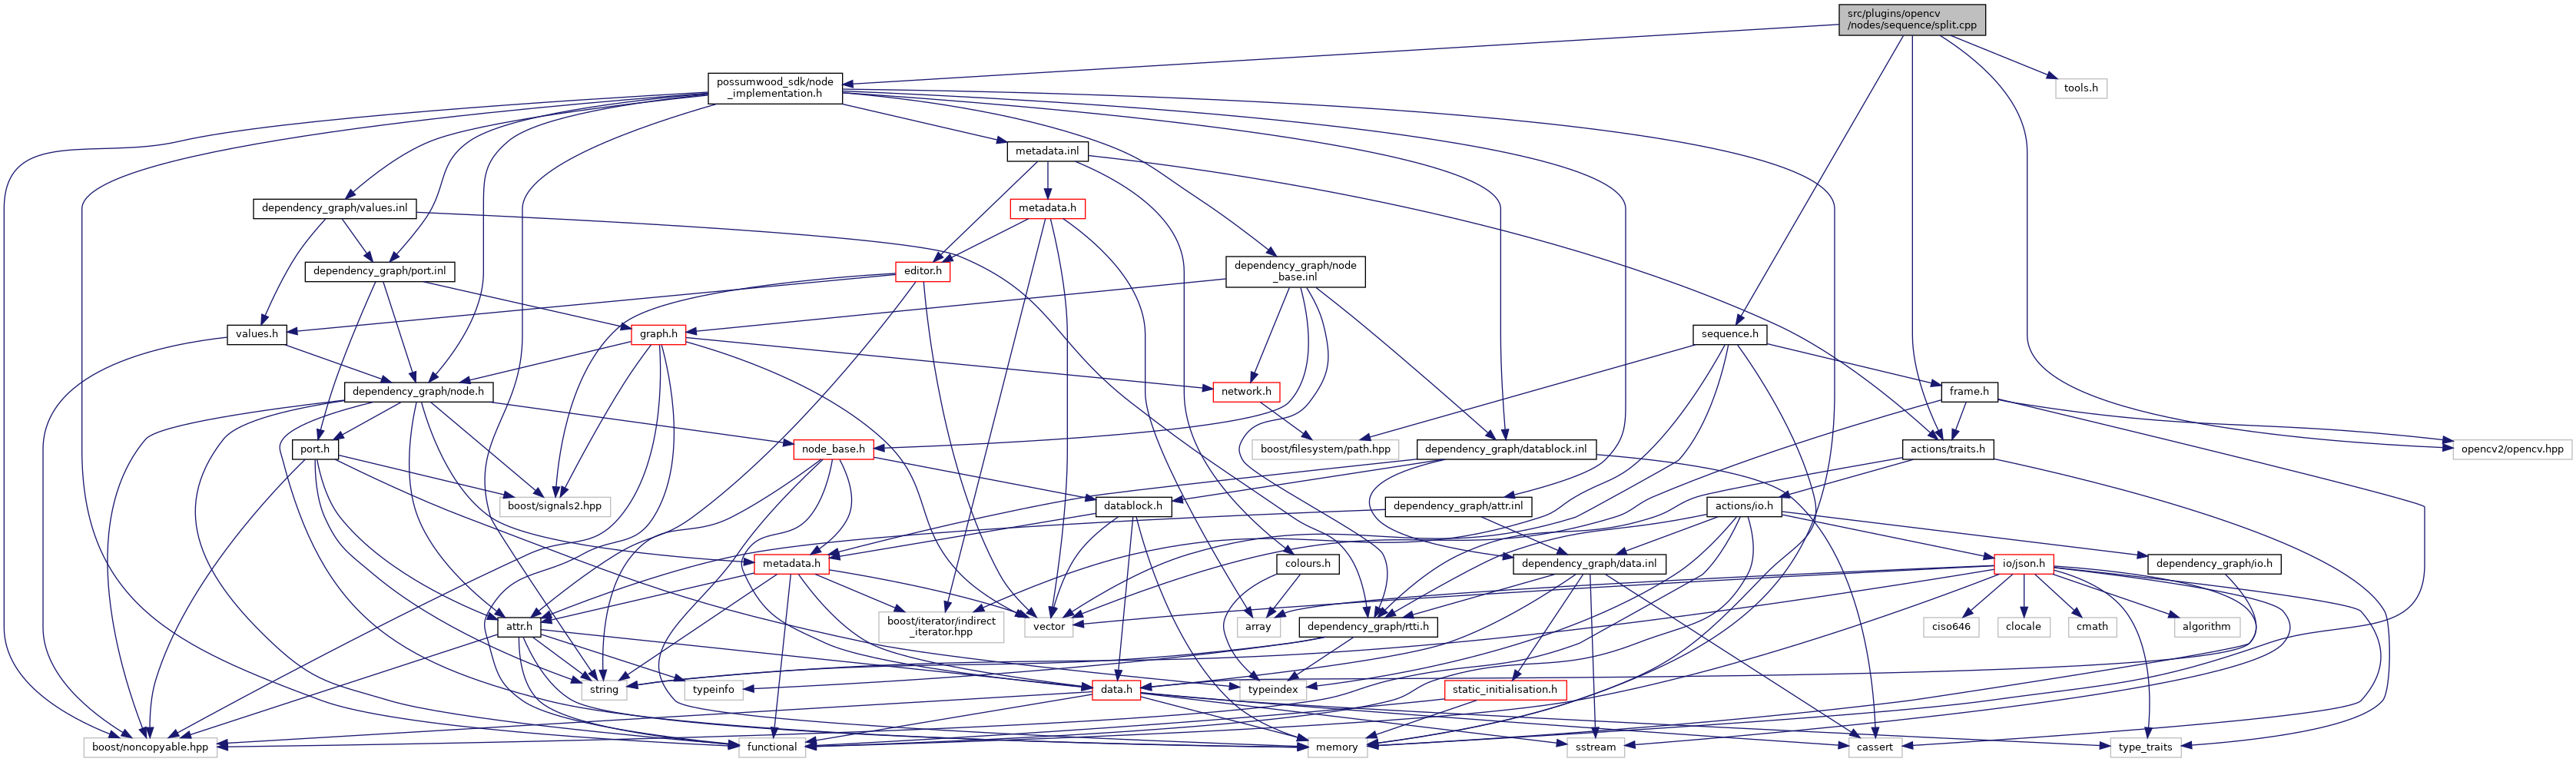 src/plugins/opencv
/nodes/sequence/split.cpp
possumwood_sdk/node
_implementation.h
tools.h
metadata.inl
dependency_graph/values.inl
metadata.h
dependency_graph/port.inl
editor.h
dependency_graph/node
_base.inl
values.h
graph.h
sequence.h
dependency_graph/node.h
network.h
frame.h
port.h
node_base.h
boost/filesystem/path.hpp
dependency_graph/datablock.inl
actions/traits.h
opencv2/opencv.hpp
boost/signals2.hpp
datablock.h
dependency_graph/attr.inl
actions/io.h
metadata.h
colours.h
dependency_graph/data.inl
io/json.h
dependency_graph/io.h
attr.h
boost/iterator/indirect
_iterator.hpp
vector
array
dependency_graph/rtti.h
ciso646
clocale
cmath
algorithm
string
typeinfo
data.h
typeindex
static_initialisation.h
boost/noncopyable.hpp
functional
memory
sstream
cassert
type_traits